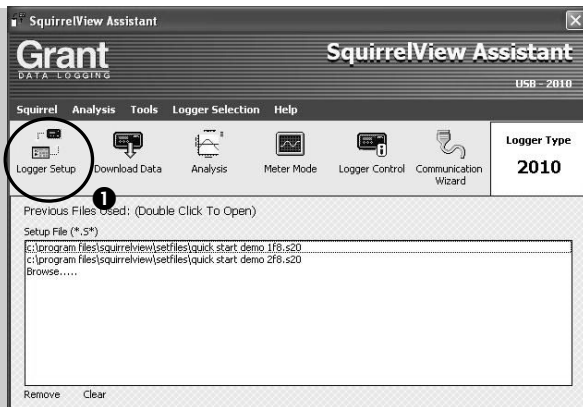 SquirrelView Assistant
Grant
DATA LOGGING
SquirrelView Assistant
USB - 2010
Squirrel Analysis Tools Logger Selection Help
Logger Setup Download Data Analysis Meter Mode Logger Control Communication Wizard
Logger Type
2010
1
Previous Files Used: (Double Click To Open)
Setup File (*.S*)
c:\program files\squirrelview\setfiles\quick start demo 1f8.s20
c:\program files\squirrelview\setfiles\quick start demo 2f8.s20
Browse.....
Remove Clear